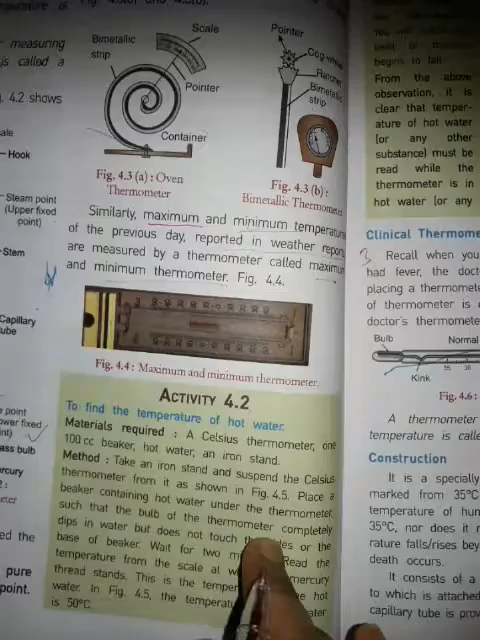 measuring
is called a
4.2 shows
Hook
Steam point
(Upper fixed
point)
Stem
Capillary
tube
point
fixed
bulb
ed the
pure
point.
Bimetallic
strip
Scale
Pointer
Container
Fig. 4.3 (a) : Oven
Thermometer
Pointer
Cog-wheel
Ratchet
Bimetallic
strip
Fig. 4.3 (b) :
Bimetallic Thermometer
Similarly, maximum and minimum temperatures
of the previous day, reported in weather report
are measured by a thermometer called maximum
and minimum thermometer. Fig. 4.4.
Fig. 4.4 : Maximum and minimum thermometer
ACTIVITY 4.2
To find the temperature of hot water.
Materials required : A Celsius thermometer, one
100 cc beaker, hot water, an iron stand.
Method : Take an iron stand and suspend the Celsius
thermometer from it as shown in Fig. 4.5. Place a
beaker containing hot water under the thermometer
such that the bulb of the thermometer completely
dips in water but does not touch the sides or the
base of beaker. Wait for two Read the
temperature from the scale at mercury
thread stands. This is the hot
water. In Fig. 4.5, the water
is 50°C.
begins to fall.
From the above
observation, it is
clear that temper-
ature of hot water
(or any other
substance) must be
read while the
thermometer is in
hot water (or any
Clinical Thermome
3
Recall when you
had fever, the doct
placing a thermomete
of thermometer is
doctor's thermomete
Bulb
Normal
35 36
Kink
Fig. 4.6 :
A thermometer
temperature is calle
Construction
It is a specially
marked from 35°C
temperature of hum
35°C, nor does it
rature falls/rises bey
death occurs.
It consists of a
to which is attached
capillary tube is prov